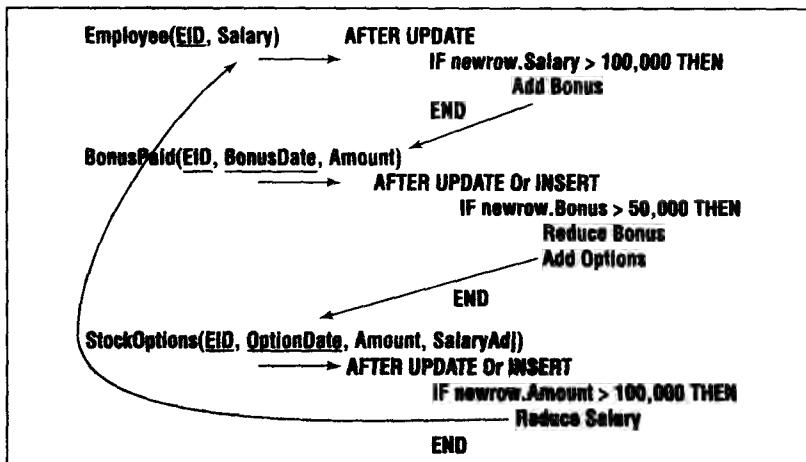 Employee(EID, Salary) AFTER UPDATE
IF newrow.Salary > 100,000 THEN
Add Bonus
END
BonusPaid(EID, BonusDate, Amount)
AFTER UPDATE Or INSERT
IF newrow.Bonus > 50,000 THEN
Reduce Bonus
Add Options
END
StockOptions(EID, OptionDate, Amount, SalaryAdj)
AFTER UPDATE Or INSERT
IF newrow.Amount > 100,000 THEN
Reduce Salary
END